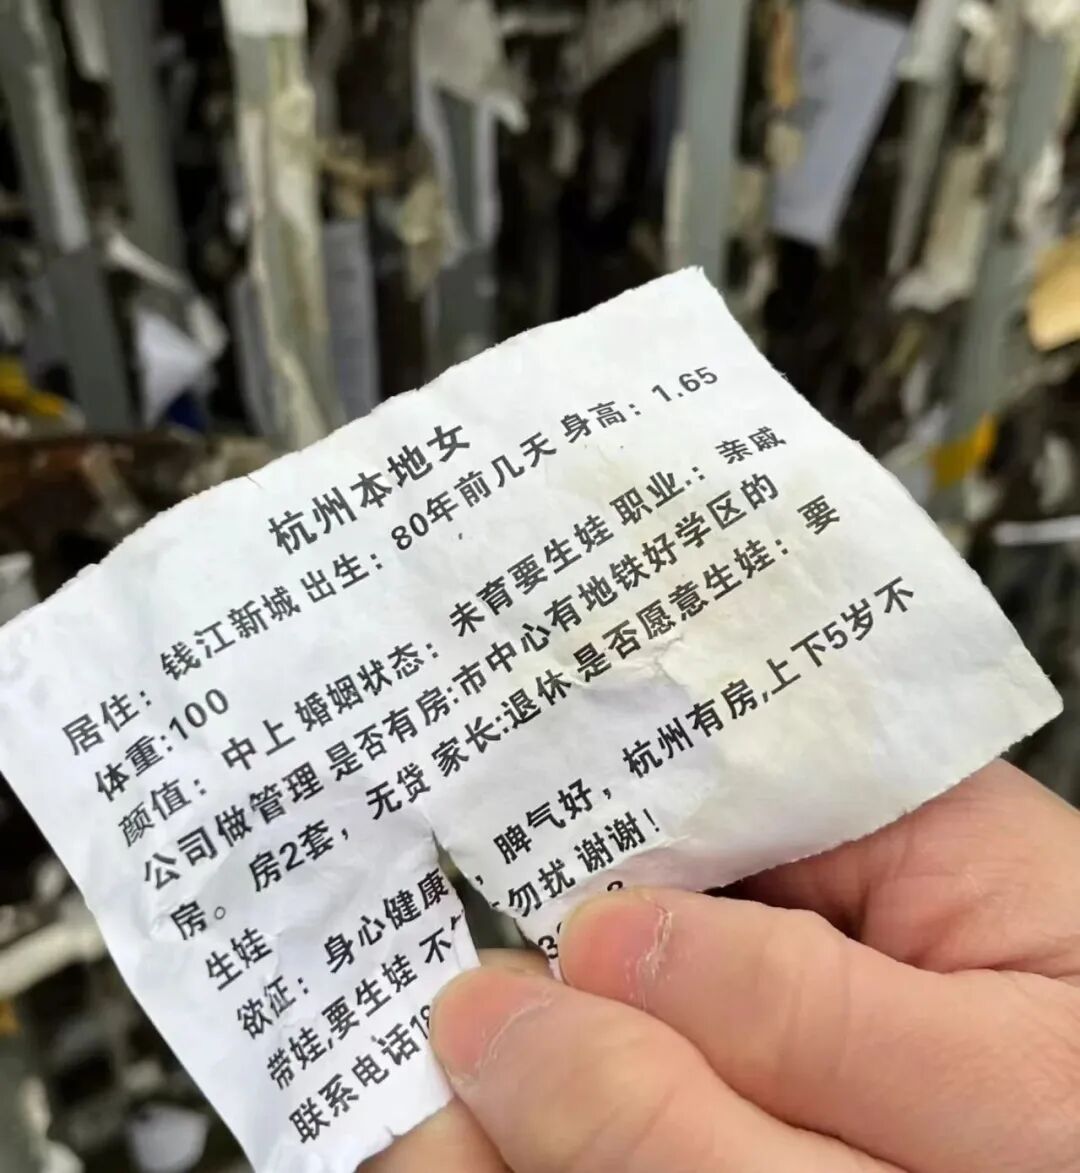 杭州本地女
居住: 钱江新城 出生: 80年前几天 身高: 1.65
体重:100
颜值: 中上 婚姻状态: 未育要生娃 职业.: 亲戚
公司做管理 是否有房:市中心有地铁好学区的
房。 房2套, 无贷 家长:退休 是否愿意生娃: 要
生娃
欲征: 身心健康, 脾气好, 杭州有房,上下5岁不
带娃,要生娃 不 勿扰 谢谢!
联系电话18